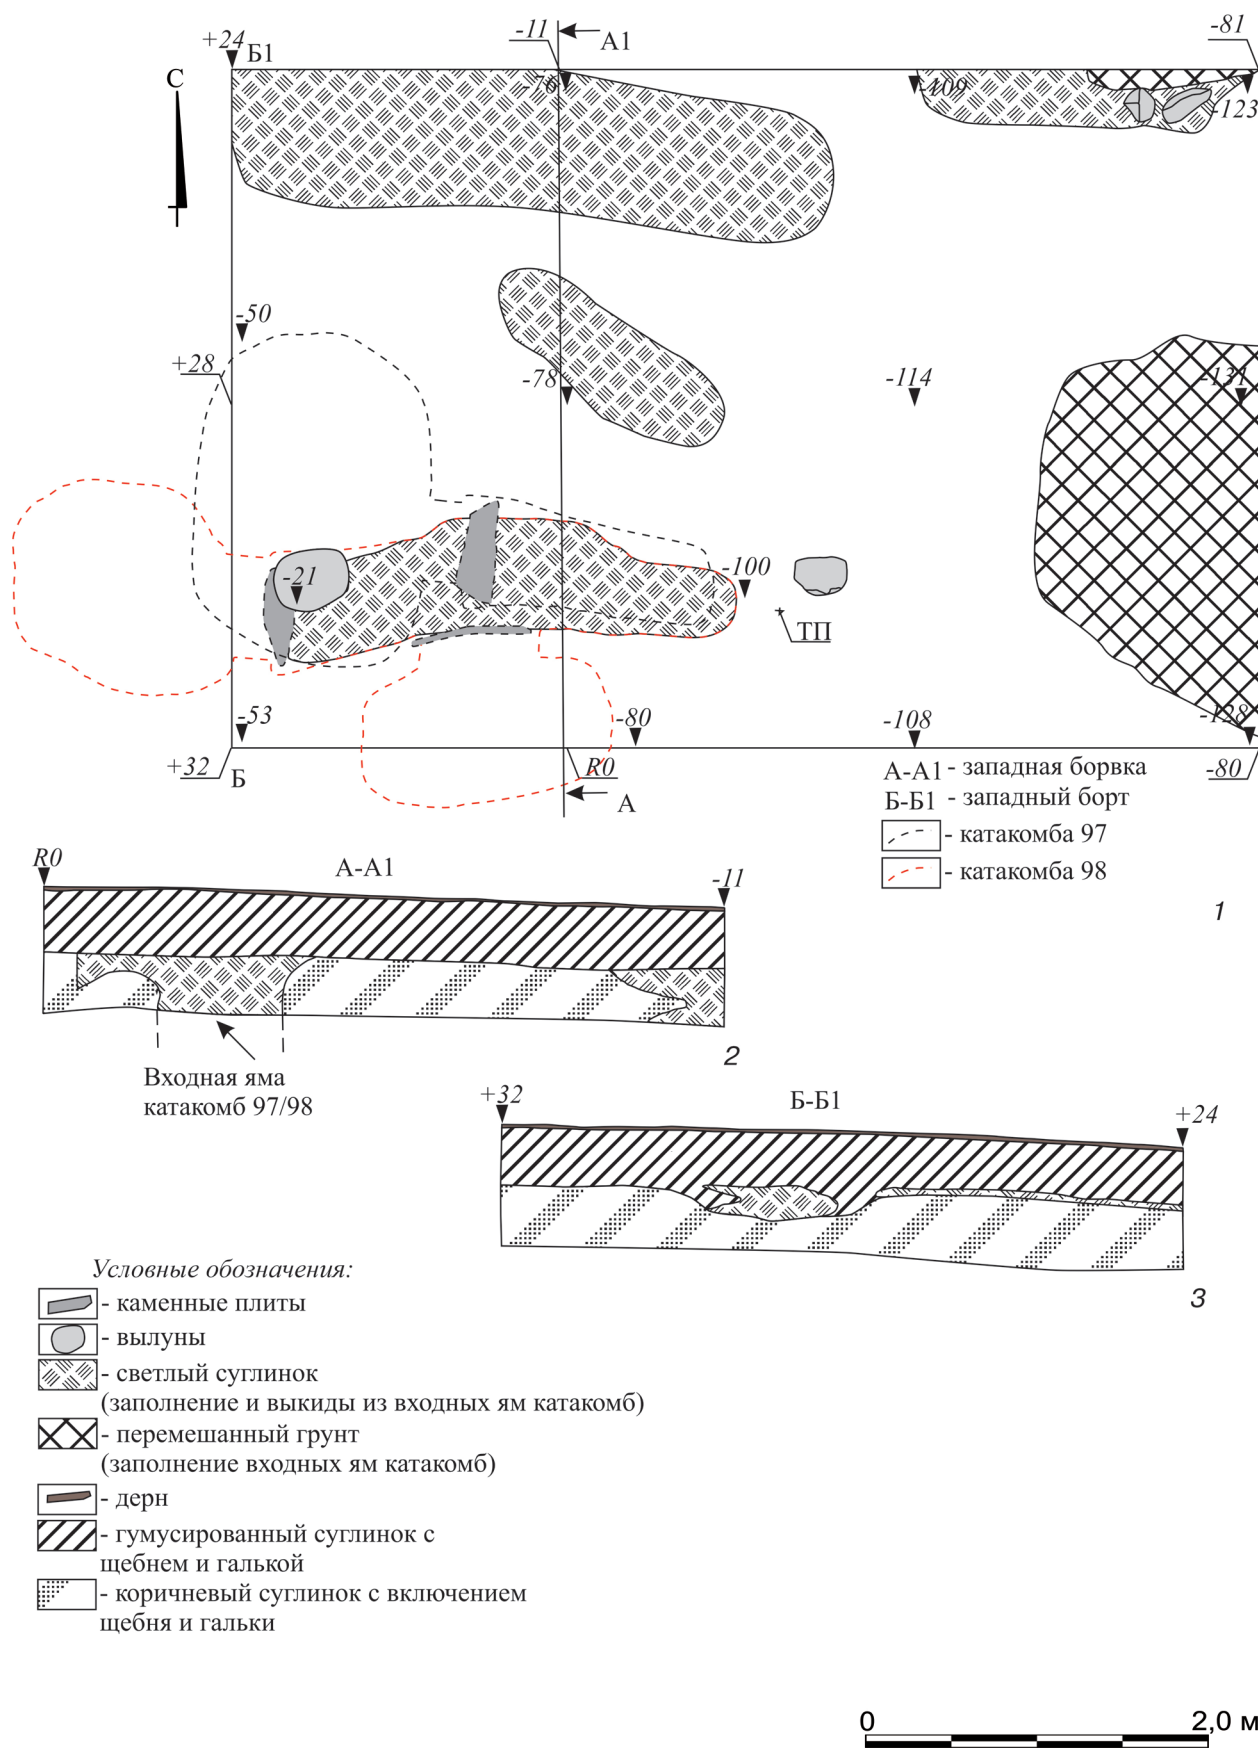 +24
Б1
-11
А1
-81
С
-76
-109
-123
-50
+28
-78
-114
-131
-21
-100
ТП
-53
-80
-108
-128
+32
Б
R0
А
-80
А-А1 - западная борвка
Б-Б1 - западный борт
- катакомба 97
- катакомба 98
R0
А-А1
-11
1
2
Входная яма
катакомб 97/98
+32
Б-Б1
+24
3
Условные обозначения:
- каменные плиты
- вылуны
- светлый суглинок
(заполнение и выкиды из входных ям катакомб)
- перемешанный грунт
(заполнение входных ям катакомб)
- дерн
- гумусированный суглинок с
щебнем и галькой
- коричневый суглинок с включением
щебня и гальки
0 2,0 м